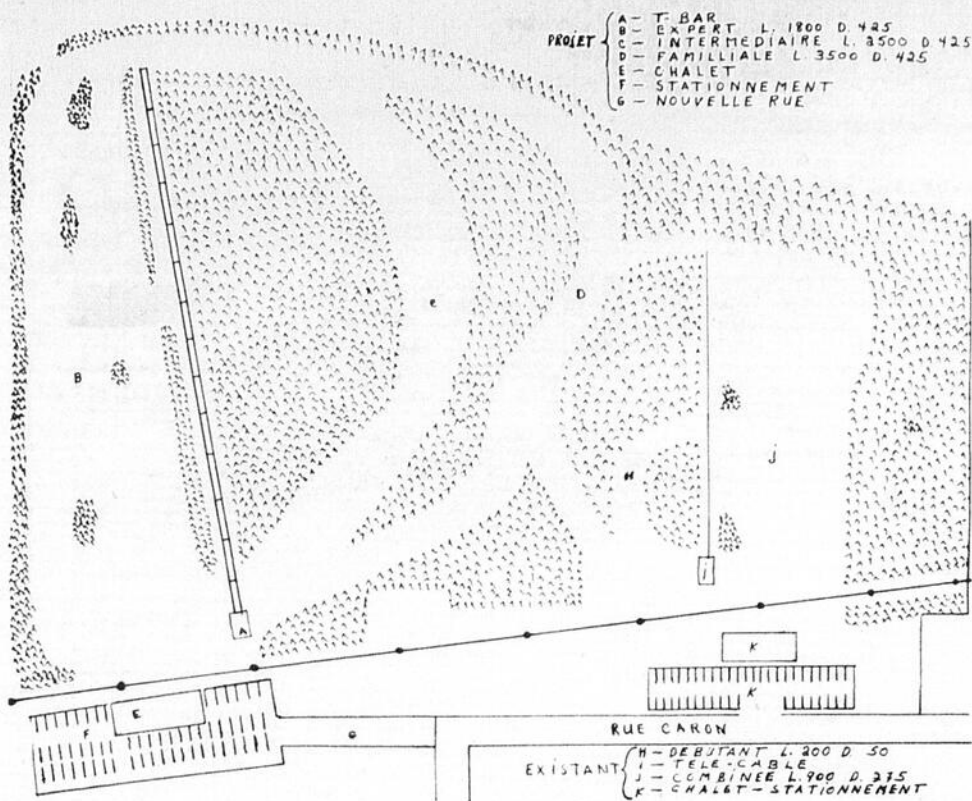 PROJET
A - T- BAR
B - EXPERT L. 1800 D. 425
C - INTERMEDIAIRE L. 2500 D 425
D - FAMILLIALE L. 3500 D. 425
E - CHALET
F - STATIONNEMENT
G - NOUVELLE RUE
C
D
B
H
J
I
A
K
E
K
F
G
RUE CARON
EXISTANT
H - DEBUTANT L. 200 D. 50
I - TELE-CABLE
J - COMBINEE L. 900 D. 275
K - CHALET - STATIONNEMENT